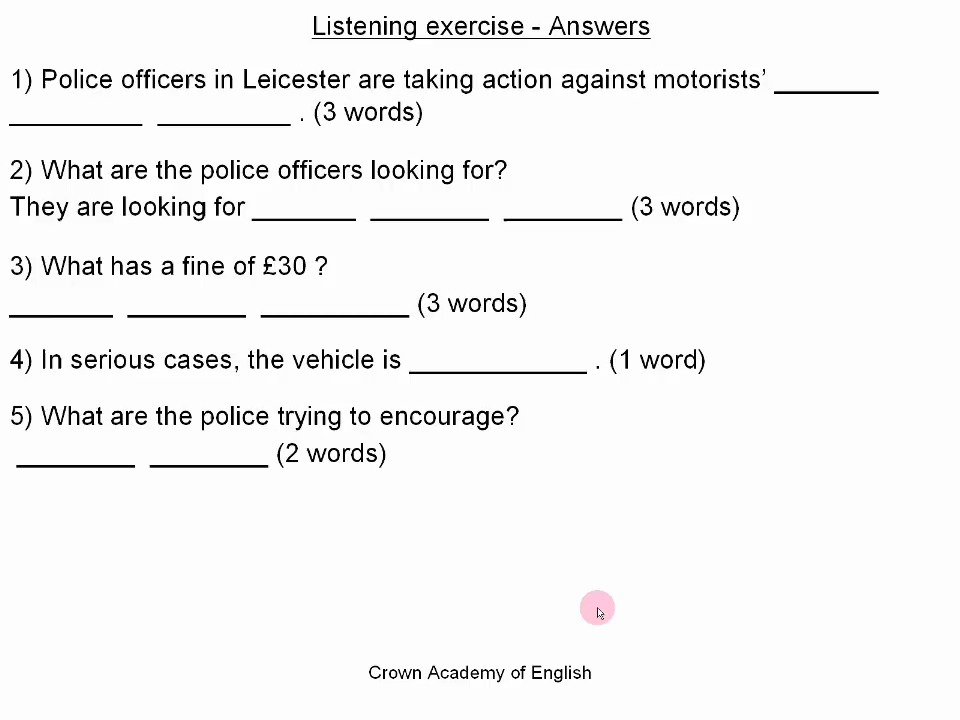 Listening exercise - Answers
1) Police officers in Leicester are taking action against motorists’ _______
_________ _________ . (3 words)
2) What are the police officers looking for?
They are looking for _______ ________ ________ (3 words)
3) What has a fine of £30 ?
_______ ________ __________ (3 words)
4) In serious cases, the vehicle is ____________ . (1 word)
5) What are the police trying to encourage?
________ ________ (2 words)
Crown Academy of English